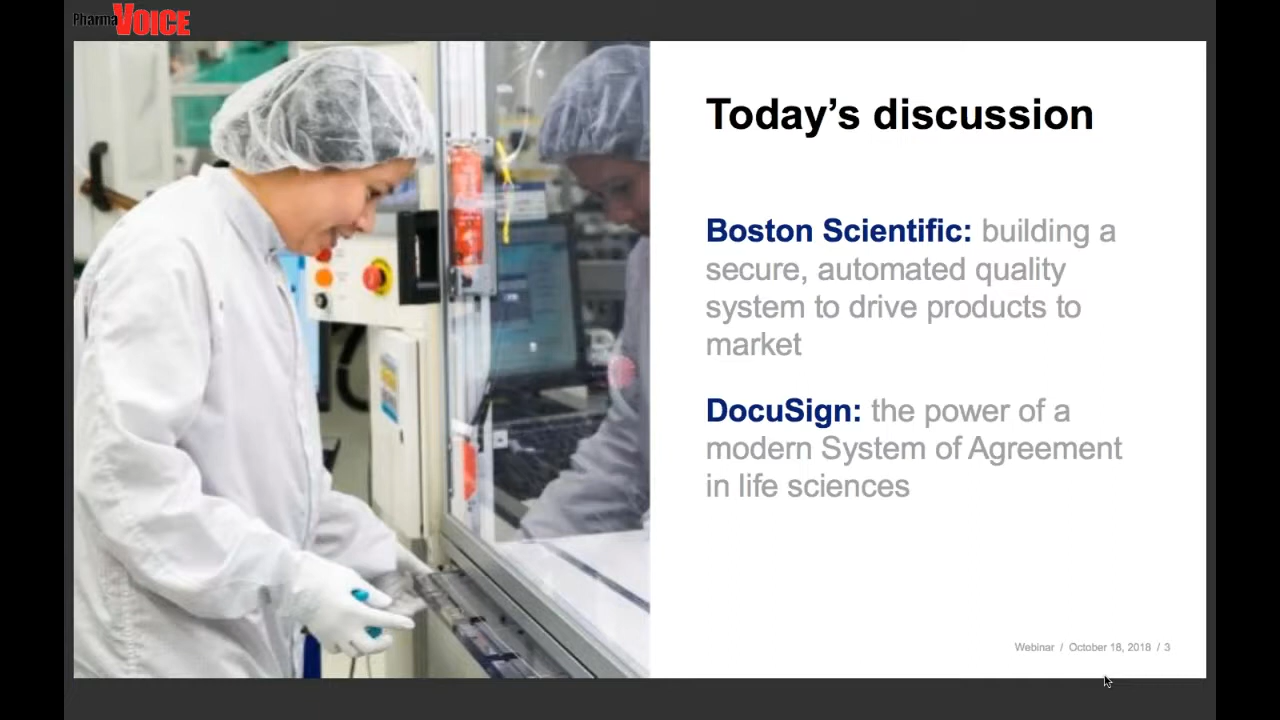 PharmaVOICE
Today’s discussion
Boston Scientific: building a
secure, automated quality
system to drive products to
market
DocuSign: the power of a
modern System of Agreement
in life sciences
Webinar / October 18, 2018 / 3